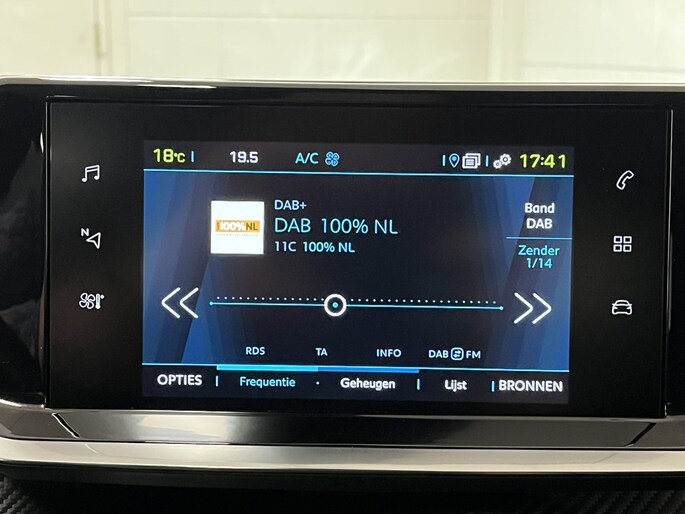 18°C 19.5 A/C 17:41
DAB+
100%NL
DAB 100% NL
11C 100% NL
Band
DAB
Zender
1/14
N
RDS TA INFO DAB FM
OPTIES Frequentie · Geheugen Lijst BRONNEN